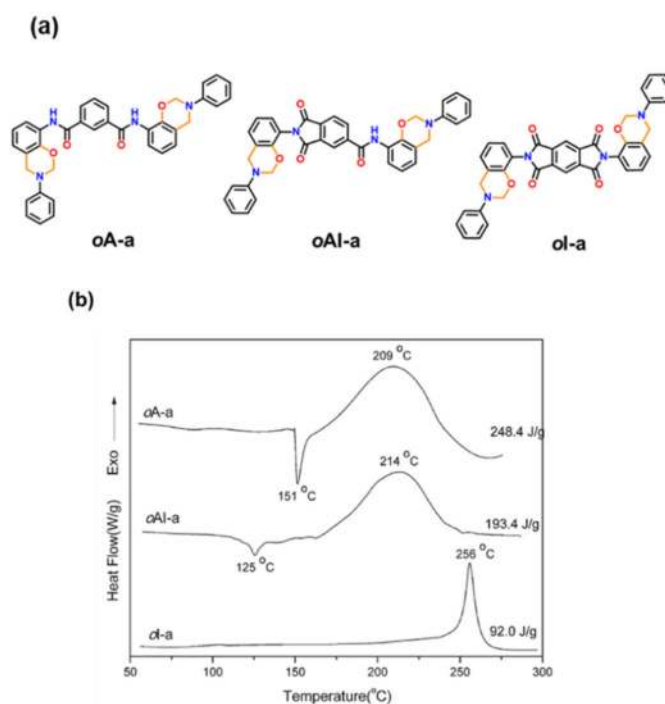 (a)
oA-a
oAI-a
oI-a
(b)
Heat Flow(W/g)
Exo
oA-a
209 °C
248.4 J/g
151 °C
214 °C
oAI-a
193.4 J/g
125 °C
256 °C
oI-a
92.0 J/g
50
100
150
200
250
300
Temperature(°C)